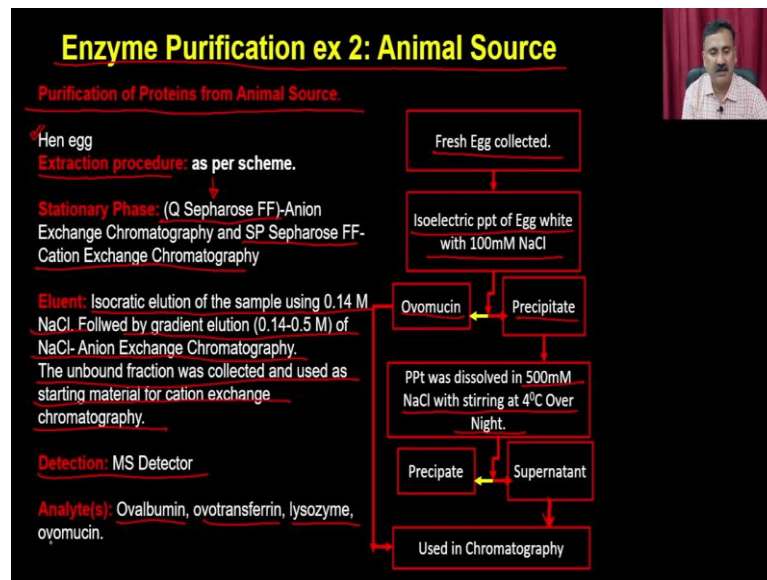 Enzyme Purification ex 2: Animal Source
Purification of Proteins from Animal Source.
Hen egg
Extraction procedure: as per scheme.
Stationary Phase: (Q Sepharose FF)-Anion
Exchange Chromatography and SP Sepharose FF-
Cation Exchange Chromatography
Eluent: Isocratic elution of the sample using 0.14 M
NaCl. Follwed by gradient elution (0.14-0.5 M) of
NaCl- Anion Exchange Chromatography.
The unbound fraction was collected and used as
starting material for cation exchange
chromatography.
Detection: MS Detector
Analyte(s): Ovalbumin, ovotransferrin, lysozyme,
ovomucin.
Fresh Egg collected.
Isoelectric ppt of Egg white
with 100mM NaCl
Ovomucin
Precipitate
PPt was dissolved in 500mM
NaCl with stirring at 4⁰C Over
Night.
Precipate
Supernatant
Used in Chromatography